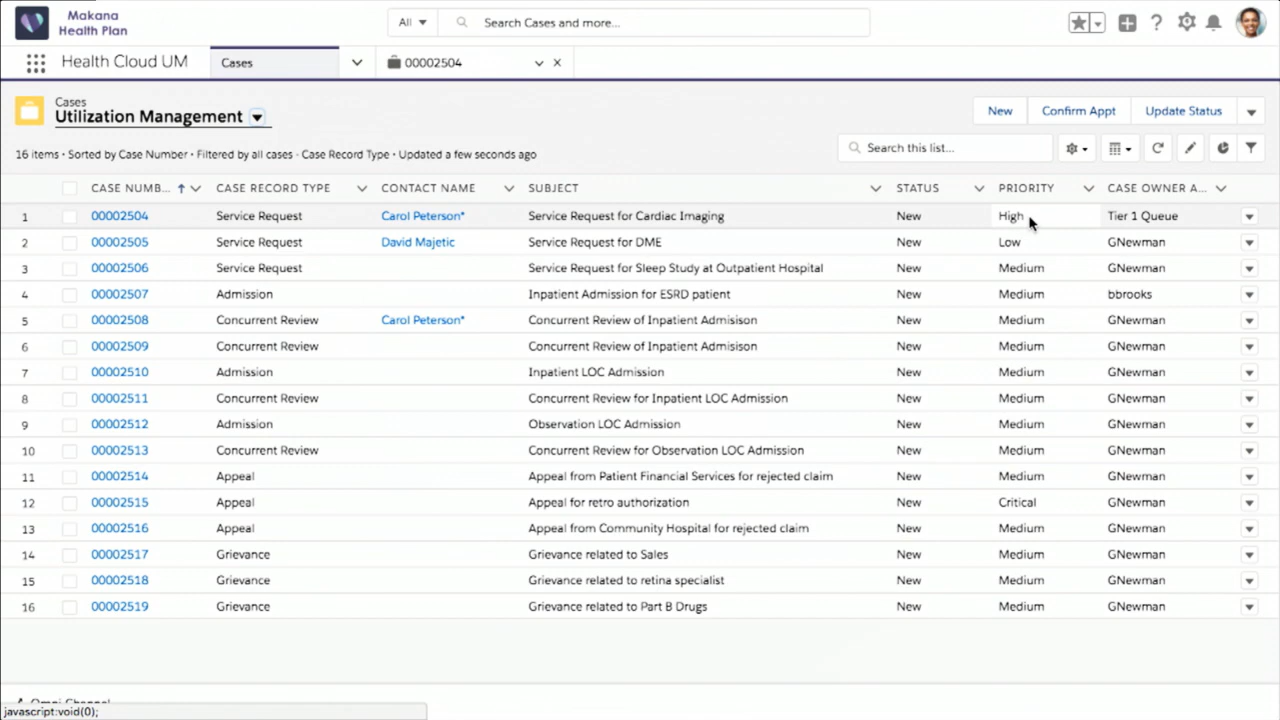 Makana
Health Plan
All
Search Cases and more...
Health Cloud UM
Cases
00002504
Cases
Utilization Management
New
Confirm Appt
Update Status
16 items • Sorted by Case Number • Filtered by all cases - Case Record Type • Updated a few seconds ago
Search this list...
CASE NUMB... CASE RECORD TYPE CONTACT NAME SUBJECT STATUS PRIORITY CASE OWNER A...
1 00002504 Service Request Carol Peterson* Service Request for Cardiac Imaging New High Tier 1 Queue
2 00002505 Service Request David Majetic Service Request for DME New Low GNewman
3 00002506 Service Request Service Request for Sleep Study at Outpatient Hospital New Medium GNewman
4 00002507 Admission Inpatient Admission for ESRD patient New Medium bbrooks
5 00002508 Concurrent Review Carol Peterson* Concurrent Review of Inpatient Admisison New Medium GNewman
6 00002509 Concurrent Review Concurrent Review of Inpatient Admisison New Medium GNewman
7 00002510 Admission Inpatient LOC Admission New Medium GNewman
8 00002511 Concurrent Review Concurrent Review for Inpatient LOC Admission New Medium GNewman
9 00002512 Admission Observation LOC Admission New Medium GNewman
10 00002513 Concurrent Review Concurrent Review for Observation LOC Admission New Medium GNewman
11 00002514 Appeal Appeal from Patient Financial Services for rejected claim New Medium GNewman
12 00002515 Appeal Appeal for retro authorization New Critical GNewman
13 00002516 Appeal Appeal from Community Hospital for rejected claim New Medium GNewman
14 00002517 Grievance Grievance related to Sales New Medium GNewman
15 00002518 Grievance Grievance related to retina specialist New Medium GNewman
16 00002519 Grievance Grievance related to Part B Drugs New Medium GNewman
Omni-Channel
javascript:void(0);